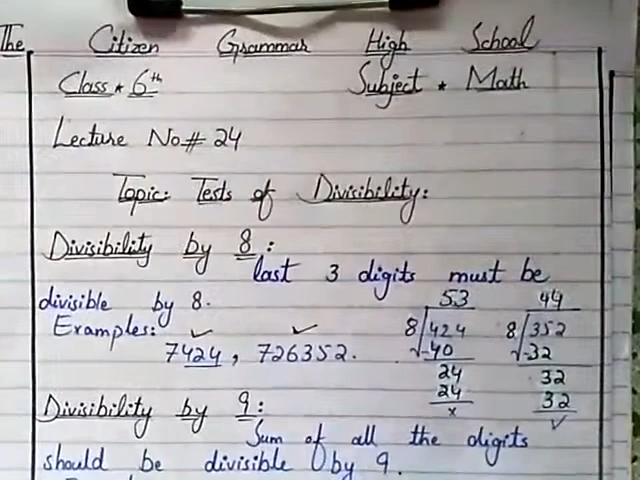 The Citizen Grammar High School
Class * 6th Subject * Math
Lecture No# 24
Topic: Tests of Divisibility:
Divisibility by 8:
last 3 digits must be
divisible by 8.
Examples:
7424, 726352.
53
8 424
-40
24
24
x
44
8 352
-32
32
32
Divisibility by 9:
Sum of all the digits
should be divisible by 9.